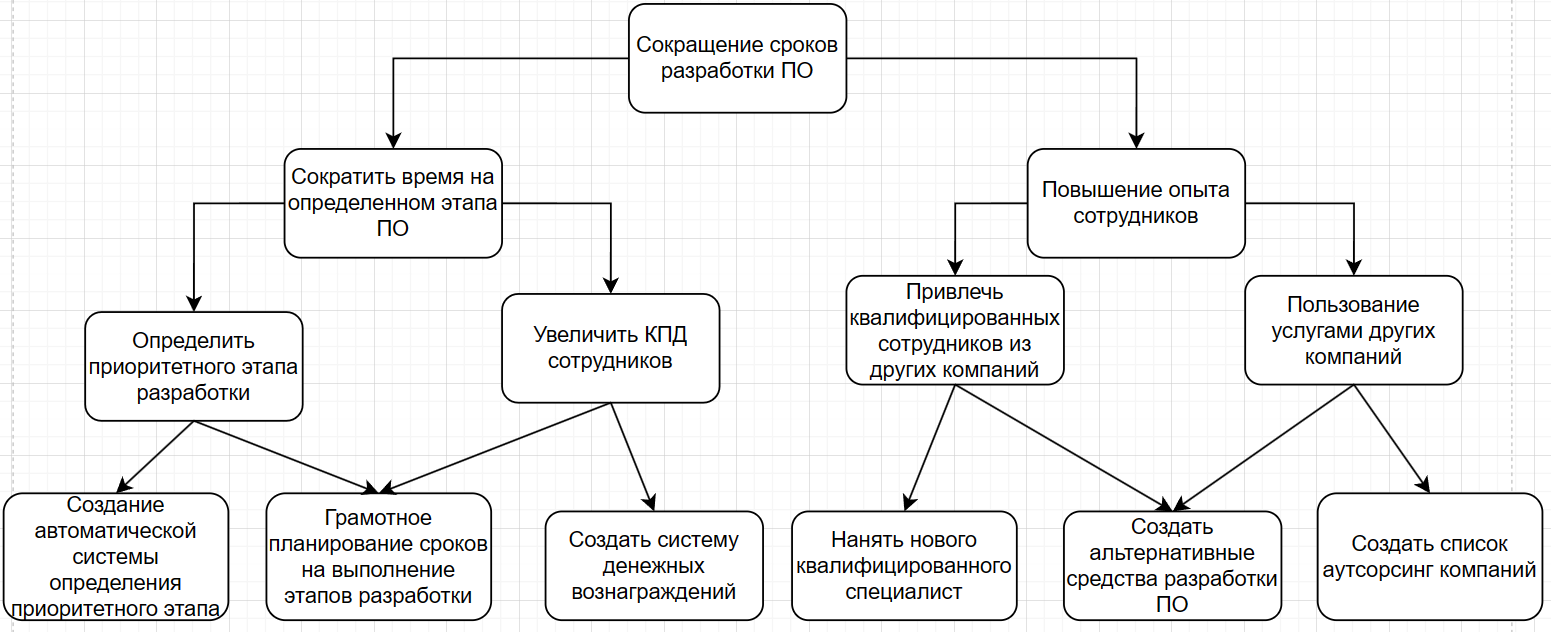 Сокращение сроков
разработки ПО
Сократить время на
определенном этапа
ПО
Повышение опыта
сотрудников
Определить
приоритетного этапа
разработки
Увеличить КПД
сотрудников
Привлечь
квалифицированных
сотрудников из
других компаний
Пользование
услугами других
компаний
Создание
автоматической
системы
определения
приоритетного этапа
Грамотное
планирование сроков
на выполнение
этапов разработки
Создать систему
денежных
вознаграждений
Нанять нового
квалифицированного
специалист
Создать
альтернативные
средства разработки
ПО
Создать список
аутсорсинг компаний